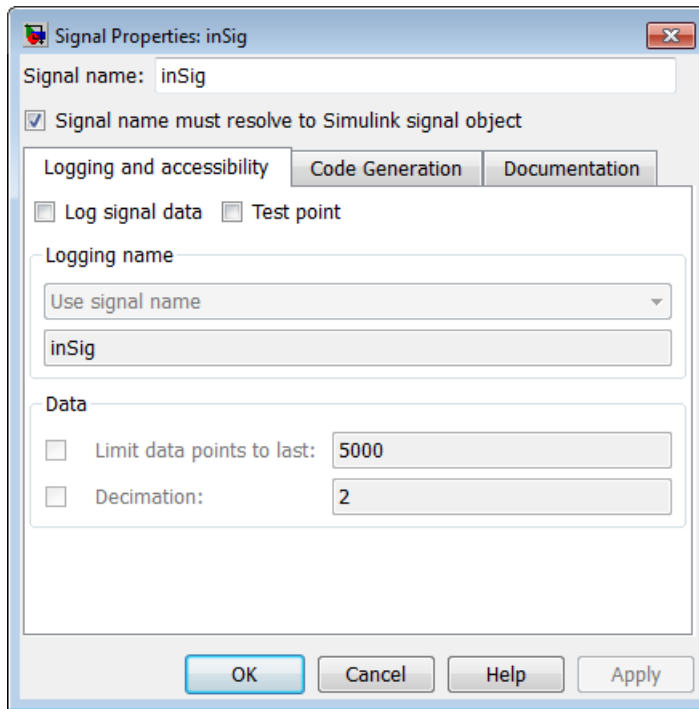 Signal Properties: inSig
Signal name: inSig
Signal name must resolve to Simulink signal object
Logging and accessibility Code Generation Documentation
Log signal data Test point
Logging name
Use signal name
inSig
Data
Limit data points to last: 5000
Decimation: 2
OK Cancel Help Apply